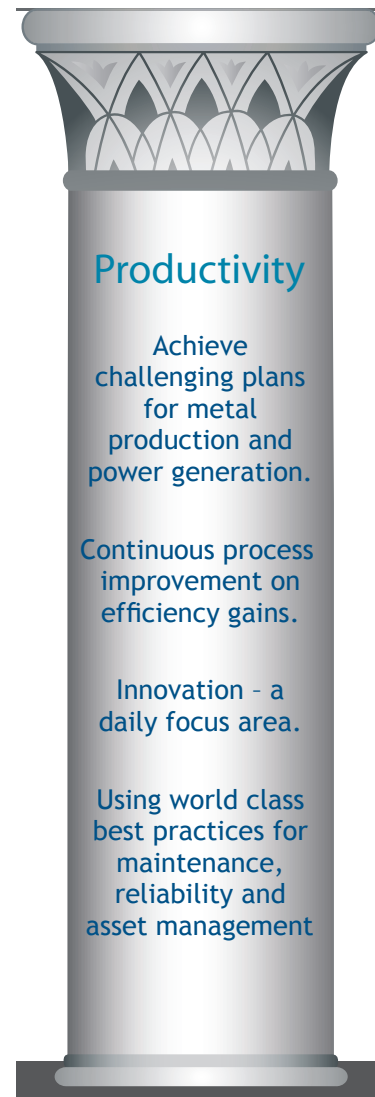 Productivity
Achieve
challenging plans
for metal
production and
power generation.
Continuous process
improvement on
efficiency gains.
Innovation – a
daily focus area.
Using world class
best practices for
maintenance,
reliability and
asset management